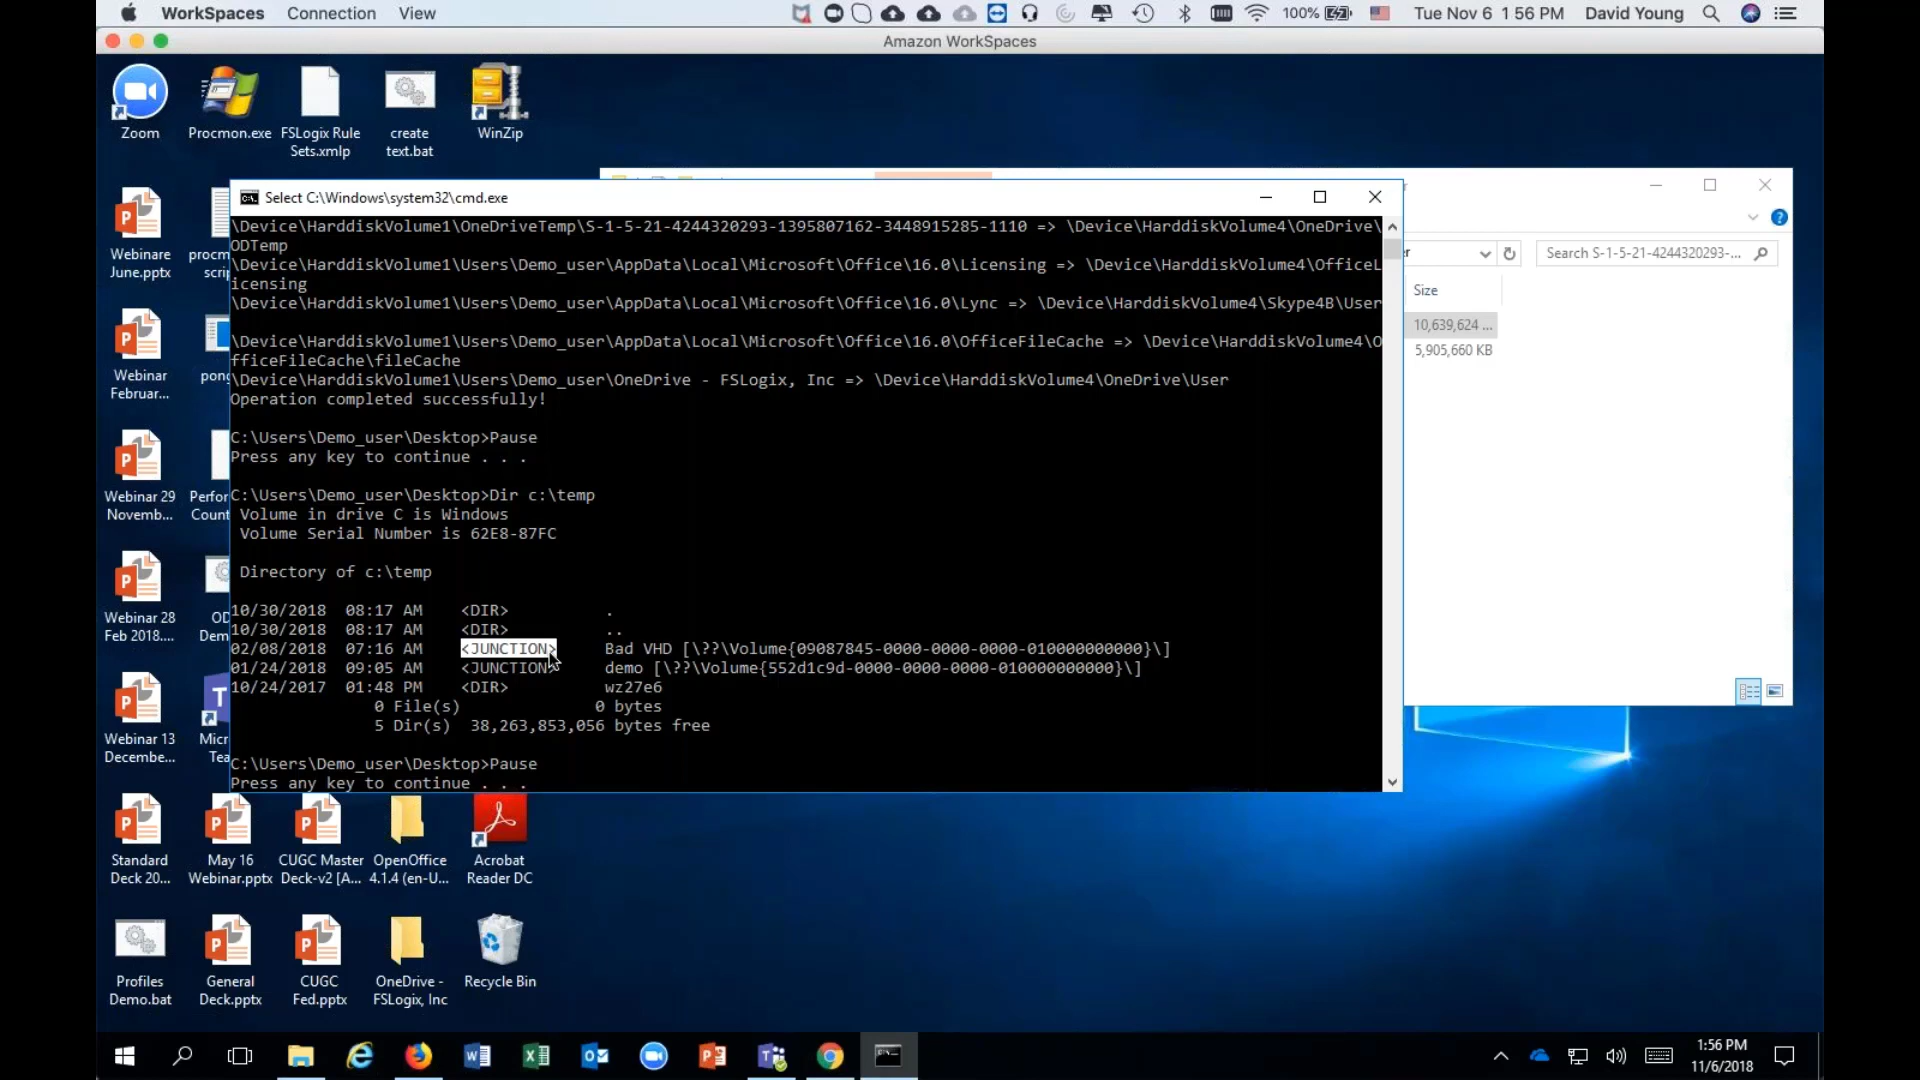 WorkSpaces Connection View
100% Tue Nov 6 1:56 PM David Young
Amazon WorkSpaces
Zoom
Procmon.exe
FSLogix Rule
Sets.xmlp
create
text.bat
WinZip
Webinare
June.pptx
procm
scrip
Webinar
Februar...
pong
Webinar 29
Novemb...
Perfor
Count
Webinar 28
Feb 2018....
OD
Dem
Webinar 13
Decembe...
Micr
Tea
Select C:\Windows\system32\cmd.exe
\Device\HarddiskVolume1\OneDriveTemp\S-1-5-21-4244320293-1395807162-3448915285-1110 => \Device\HarddiskVolume4\OneDrive\
ODTemp
\Device\HarddiskVolume1\Users\Demo_user\AppData\Local\Microsoft\Office\16.0\Licensing => \Device\HarddiskVolume4\OfficeL
icensing
\Device\HarddiskVolume1\Users\Demo_user\AppData\Local\Microsoft\Office\16.0\Lync => \Device\HarddiskVolume4\Skype4B\User
\Device\HarddiskVolume1\Users\Demo_user\AppData\Local\Microsoft\Office\16.0\OfficeFileCache => \Device\HarddiskVolume4\O
fficeFileCache\fileCache
\Device\HarddiskVolume1\Users\Demo_user\OneDrive - FSLogix, Inc => \Device\HarddiskVolume4\OneDrive\User
Operation completed successfully!
C:\Users\Demo_user\Desktop>Pause
Press any key to continue . . .
C:\Users\Demo_user\Desktop>Dir c:\temp
Volume in drive C is Windows
Volume Serial Number is 62E8-87FC
Directory of c:\temp
10/30/2018 08:17 AM <DIR> .
10/30/2018 08:17 AM <DIR> ..
02/08/2018 07:16 AM <JUNCTION> Bad VHD [\??\Volume{09087845-0000-0000-0000-010000000000}\]
01/24/2018 09:05 AM <JUNCTION> demo [\??\Volume{552d1c9d-0000-0000-0000-010000000000}\]
10/24/2017 01:48 PM <DIR> wz27e6
0 File(s) 0 bytes
5 Dir(s) 38,263,853,056 bytes free
C:\Users\Demo_user\Desktop>Pause
Press any key to continue . . .
r
Search S-1-5-21-4244320293-...
Size
10,639,624 ...
5,905,660 KB
Standard
Deck 20...
May 16
Webinar.pptx
CUGC Master
Deck-v2 [A...
OpenOffice
4.1.4 (en-U...
Acrobat
Reader DC
Profiles
Demo.bat
General
Deck.pptx
CUGC
Fed.pptx
OneDrive -
FSLogix, Inc
Recycle Bin
1:56 PM
11/6/2018